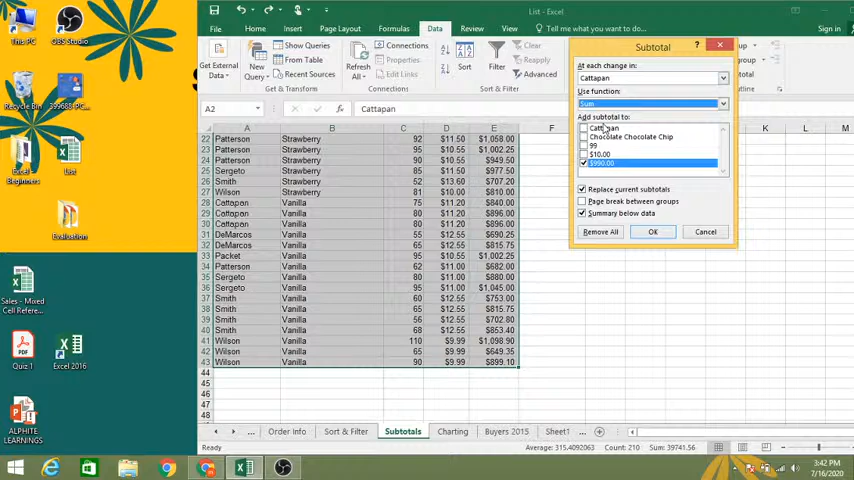 List - Excel
Sign in
File
Home
Insert
Page Layout
Formulas
Data
Review
View
Tell me what you want to do...
Get External
Data
Show Queries
From Table
Recent Sources
Get & Transform
Refresh
All
Connections
Properties
Edit Links
Connections
Sort
Filter
Clear
Reapply
Advanced
Sort & Filter
A2
fx
Cattapan
A B C D E F J K L
22 Patterson Strawberry 92 $11.50 $1,058.00
23 Patterson Strawberry 95 $10.55 $1,002.25
24 Patterson Strawberry 90 $10.55 $949.50
25 Sergeto Strawberry 85 $11.50 $977.50
26 Smith Strawberry 52 $13.60 $707.20
27 Wilson Strawberry 81 $10.00 $810.00
28 Cattapan Vanilla 75 $11.20 $840.00
29 Cattapan Vanilla 80 $11.20 $896.00
30 Cattapan Vanilla 80 $11.20 $896.00
31 DeMarcos Vanilla 55 $12.55 $690.25
32 DeMarcos Vanilla 65 $12.55 $815.75
33 Packet Vanilla 95 $10.55 $1,002.25
34 Patterson Vanilla 62 $11.00 $682.00
35 Sergeto Vanilla 80 $11.00 $880.00
36 Sergeto Vanilla 95 $11.00 $1,045.00
37 Smith Vanilla 60 $12.55 $753.00
38 Smith Vanilla 65 $12.55 $815.75
39 Smith Vanilla 56 $12.55 $702.80
40 Smith Vanilla 68 $12.55 $853.40
41 Wilson Vanilla 110 $9.99 $1,098.90
42 Wilson Vanilla 65 $9.99 $649.35
43 Wilson Vanilla 90 $9.99 $899.10
44
45
46
47
48
Subtotal
?
At each change in:
Cattapan
Use function:
Sum
Add subtotal to:
Cattapan
Chocolate Chocolate Chip
99
$10.00
$990.00
Replace current subtotals
Page break between groups
Summary below data
Remove All
OK
Cancel
... Order Info Sort & Filter Subtotals Charting Buyers 2015 Sheet1 ...
Ready
Average: 315.4092063 Count: 210 Sum: 39741.56
3:42 PM
7/16/2020
This PC
OBS Studio
Recycle Bin
399688 PC...
Excel
Beginners
Videos
Evaluation
Sales - Mixed
Cell Refere...
Quiz 1
Excel 2016
ALPHITE
LEARNINGS